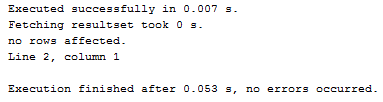 Executed successfully in 0.007 s.
Fetching resultset took 0 s.
no rows affected.
Line 2, column 1
Execution finished after 0.053 s, no errors occurred.